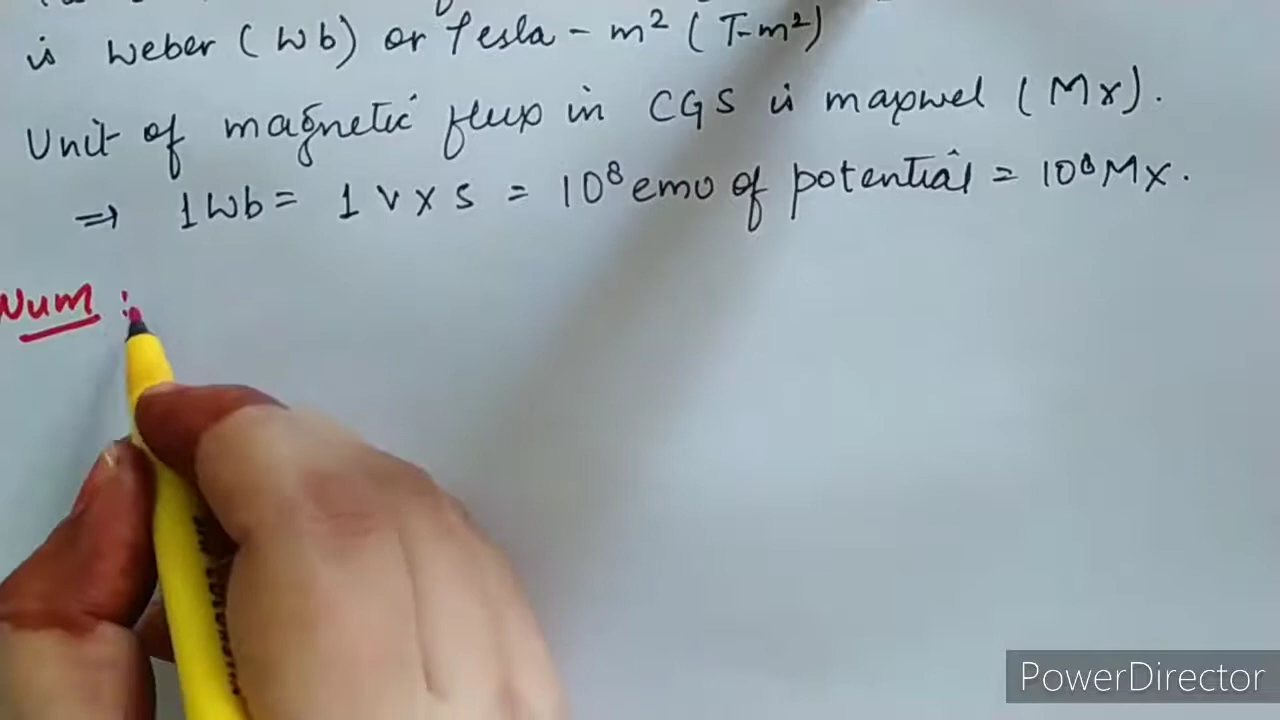 is Weber (Wb) or Tesla - m² (T-m²)
Unit of magnetic flux in CGS is maxwel (Mx).
⇒ 1 Wb = 1 V x S = 10⁸ emu of potential = 10⁸ Mx.
Num :
PowerDirector